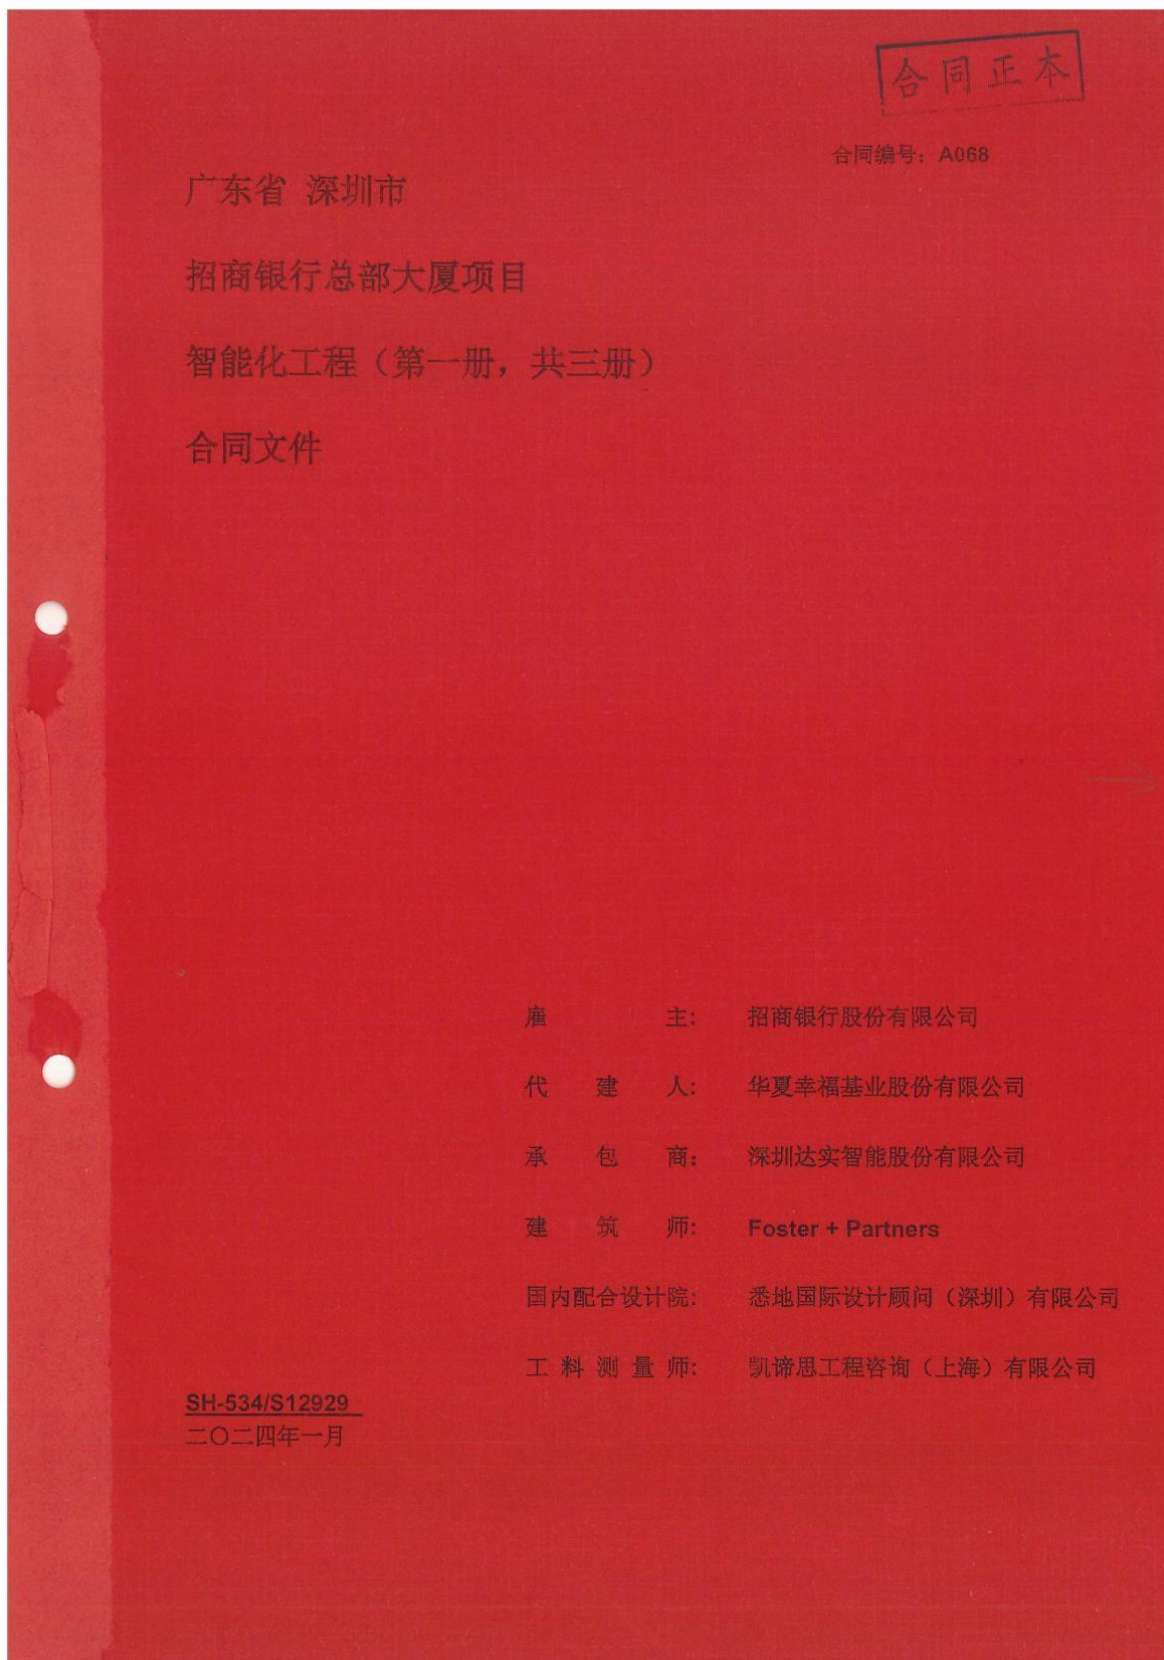 合同正本
合同编号：A068
广东省 深圳市
招商银行总部大厦项目
智能化工程（第一册，共三册）
合同文件
雇主: 招商银行股份有限公司
代建人: 华夏幸福基业股份有限公司
承包商: 深圳达实智能股份有限公司
建筑师: Foster + Partners
国内配合设计院: 悉地国际设计顾问（深圳）有限公司
工料测量师: 凯谛思工程咨询（上海）有限公司
SH-534/S12929
二〇二四年一月